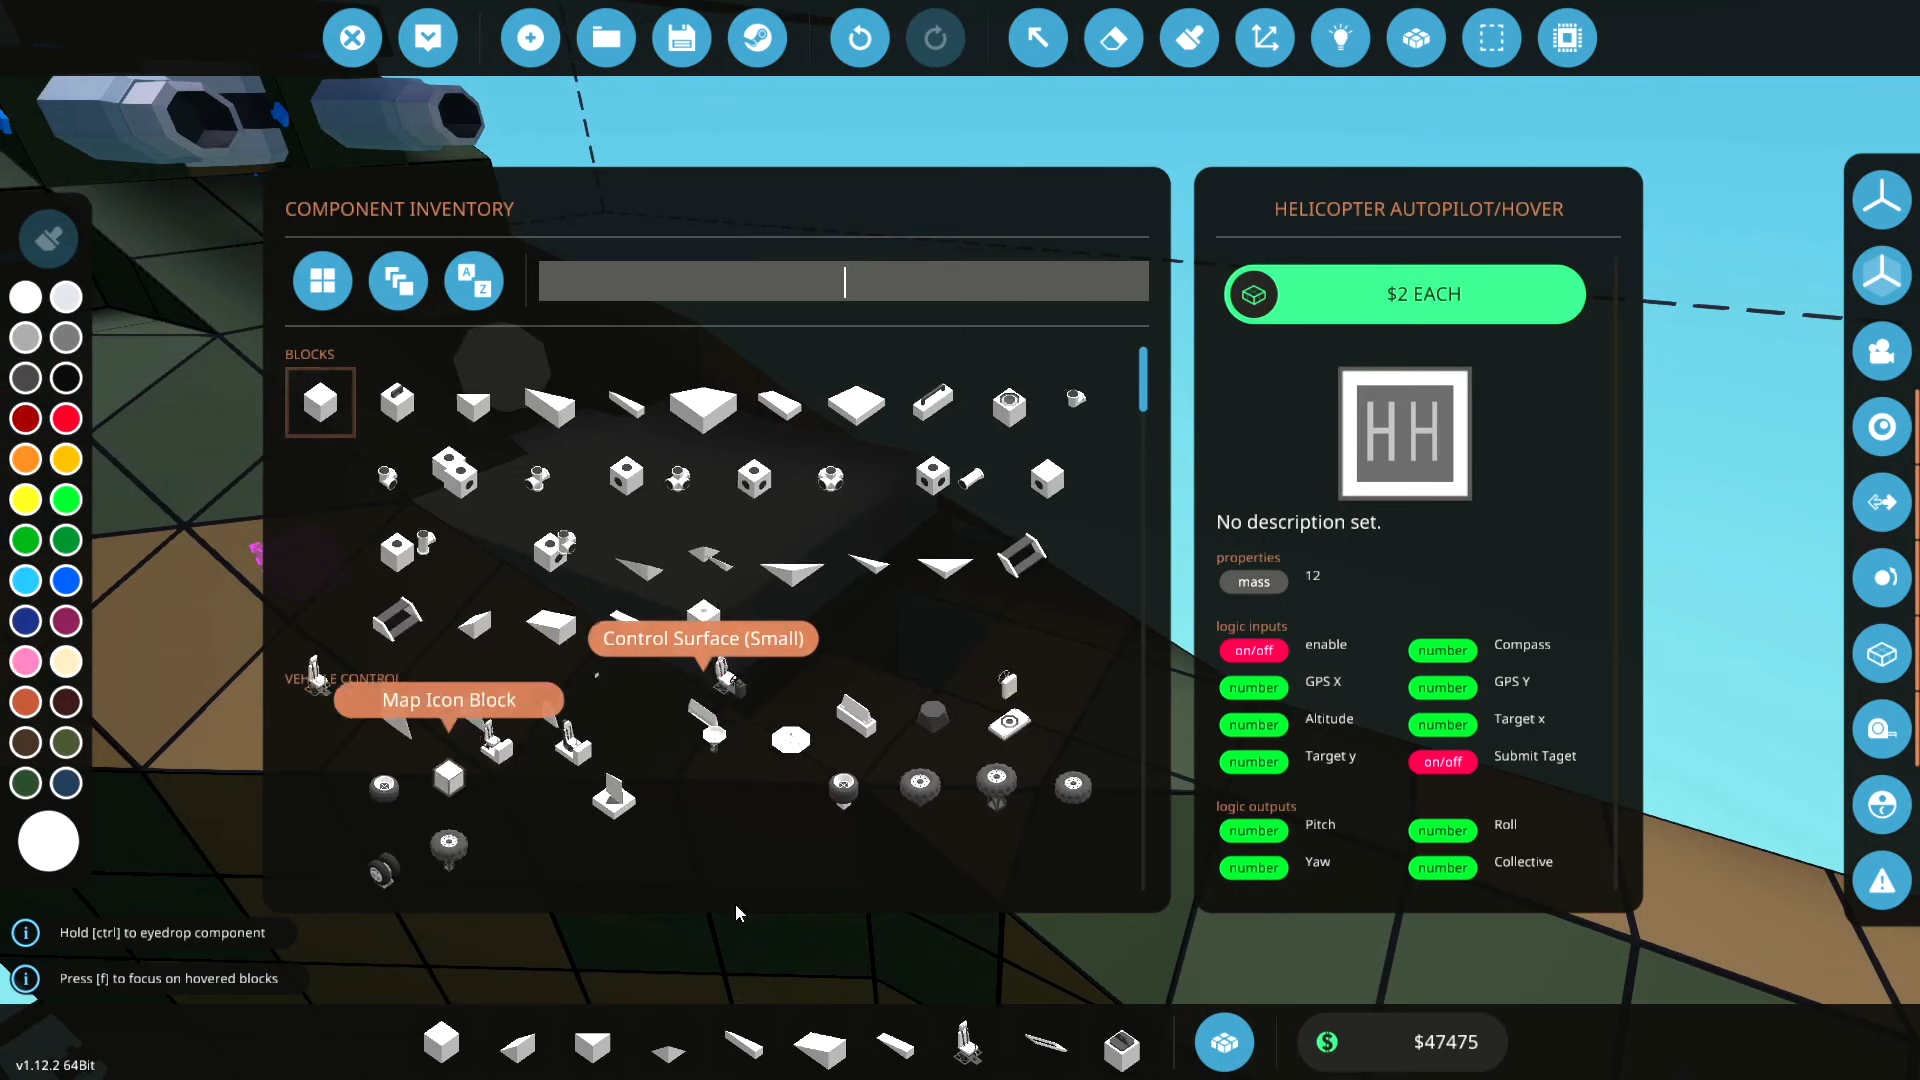 COMPONENT INVENTORY
A
Z
BLOCKS
Control Surface (Small)
VEHICLE CONTROL
Map Icon Block
HELICOPTER AUTOPILOT/HOVER
$2 EACH
HH
No description set.
properties
mass 12
logic inputs
on/off enable number Compass
number GPS X number GPS Y
number Altitude number Target x
number Target y on/off Submit Taget
logic outputs
number Pitch number Roll
number Yaw number Collective
Hold [ctrl] to eyedrop component
Press [f] to focus on hovered blocks
v1.12.2 64Bit
$ $47475